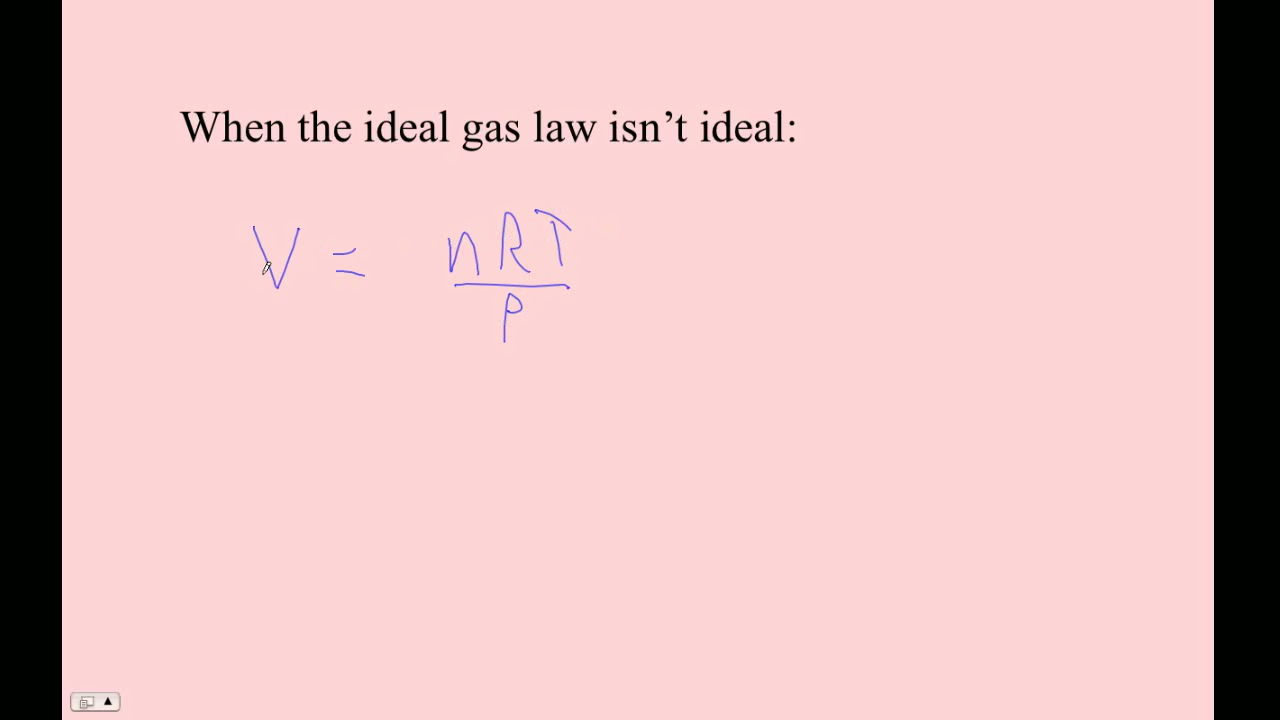 When the ideal gas law isn’t ideal:
V = nRT
P